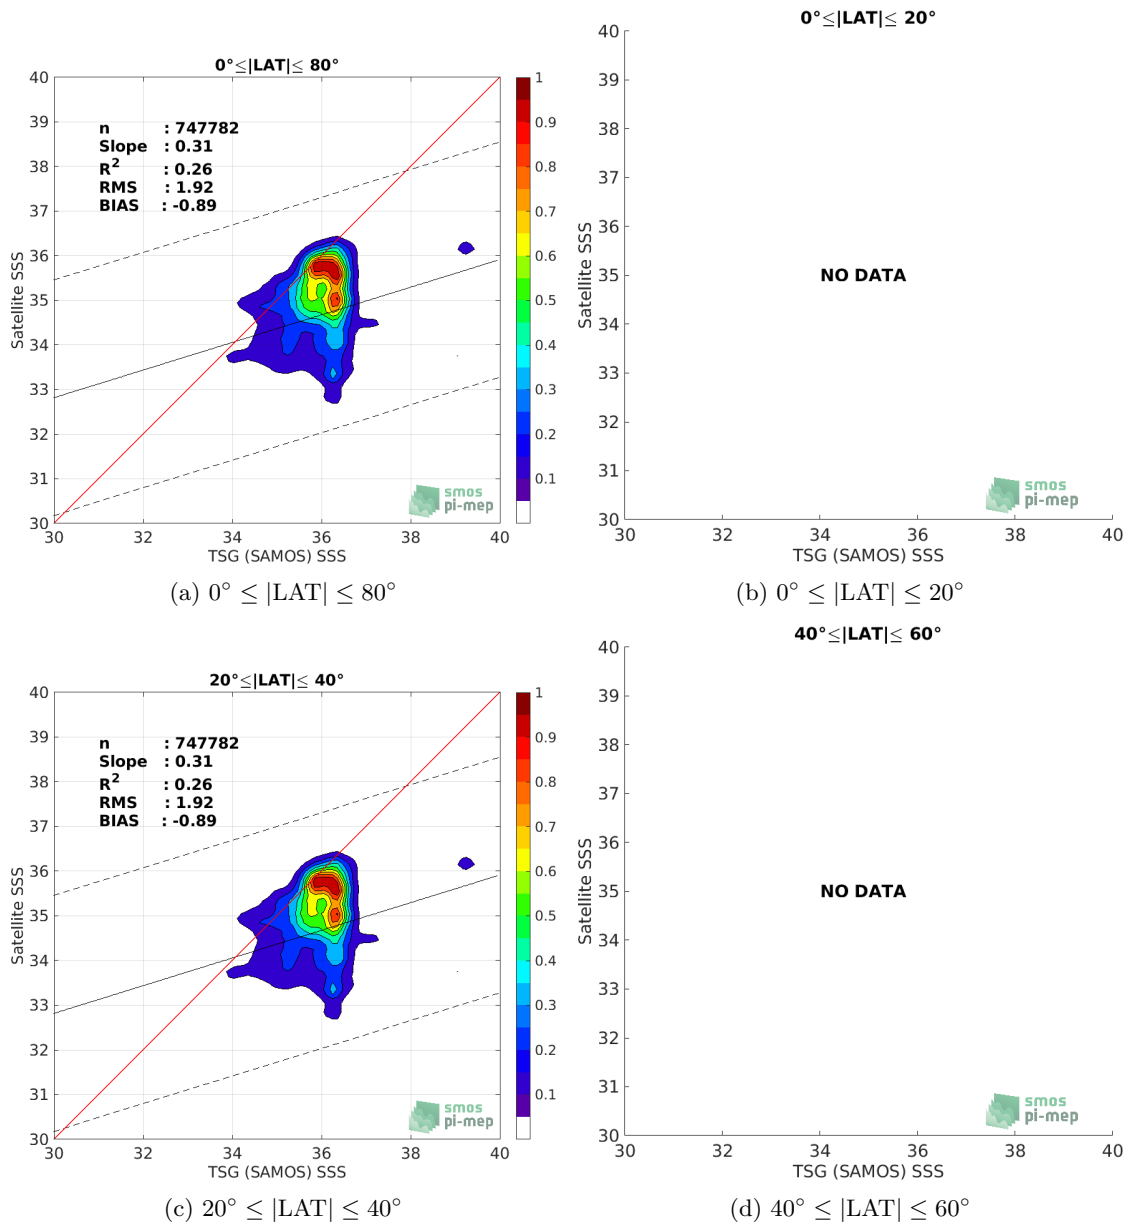 0°≤|LAT|≤ 80°
40
39
38
37
36
35
34
33
32
31
30
Satellite SSS
n : 747782
Slope : 0.31
R² : 0.26
RMS : 1.92
BIAS : -0.89
1
0.9
0.8
0.7
0.6
0.5
0.4
0.3
0.2
0.1
smos
pi-mep
30 32 34 36 38 40
TSG (SAMOS) SSS
(a) 0° ≤ |LAT| ≤ 80°
0°≤|LAT|≤ 20°
40
39
38
37
36
35
34
33
32
31
30
Satellite SSS
NO DATA
smos
pi-mep
30 32 34 36 38 40
TSG (SAMOS) SSS
(b) 0° ≤ |LAT| ≤ 20°
20°≤|LAT|≤ 40°
40
39
38
37
36
35
34
33
32
31
30
Satellite SSS
n : 747782
Slope : 0.31
R² : 0.26
RMS : 1.92
BIAS : -0.89
1
0.9
0.8
0.7
0.6
0.5
0.4
0.3
0.2
0.1
smos
pi-mep
30 32 34 36 38 40
TSG (SAMOS) SSS
(c) 20° ≤ |LAT| ≤ 40°
40°≤|LAT|≤ 60°
40
39
38
37
36
35
34
33
32
31
30
Satellite SSS
NO DATA
smos
pi-mep
30 32 34 36 38 40
TSG (SAMOS) SSS
(d) 40° ≤ |LAT| ≤ 60°